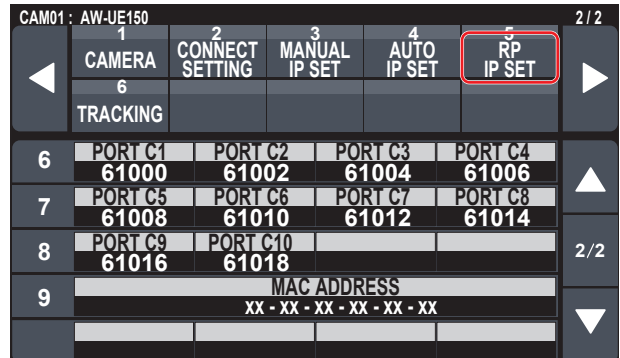 CAM01 : AW-UE150 2 / 2
1 2 3 4 5
CAMERA CONNECT SETTING MANUAL IP SET AUTO IP SET RP IP SET
6
TRACKING
6 PORT C1 PORT C2 PORT C3 PORT C4
61000 61002 61004 61006
7 PORT C5 PORT C6 PORT C7 PORT C8
61008 61010 61012 61014
8 PORT C9 PORT C10
61016 61018
2/2
9 MAC ADDRESS
XX - XX - XX - XX - XX - XX